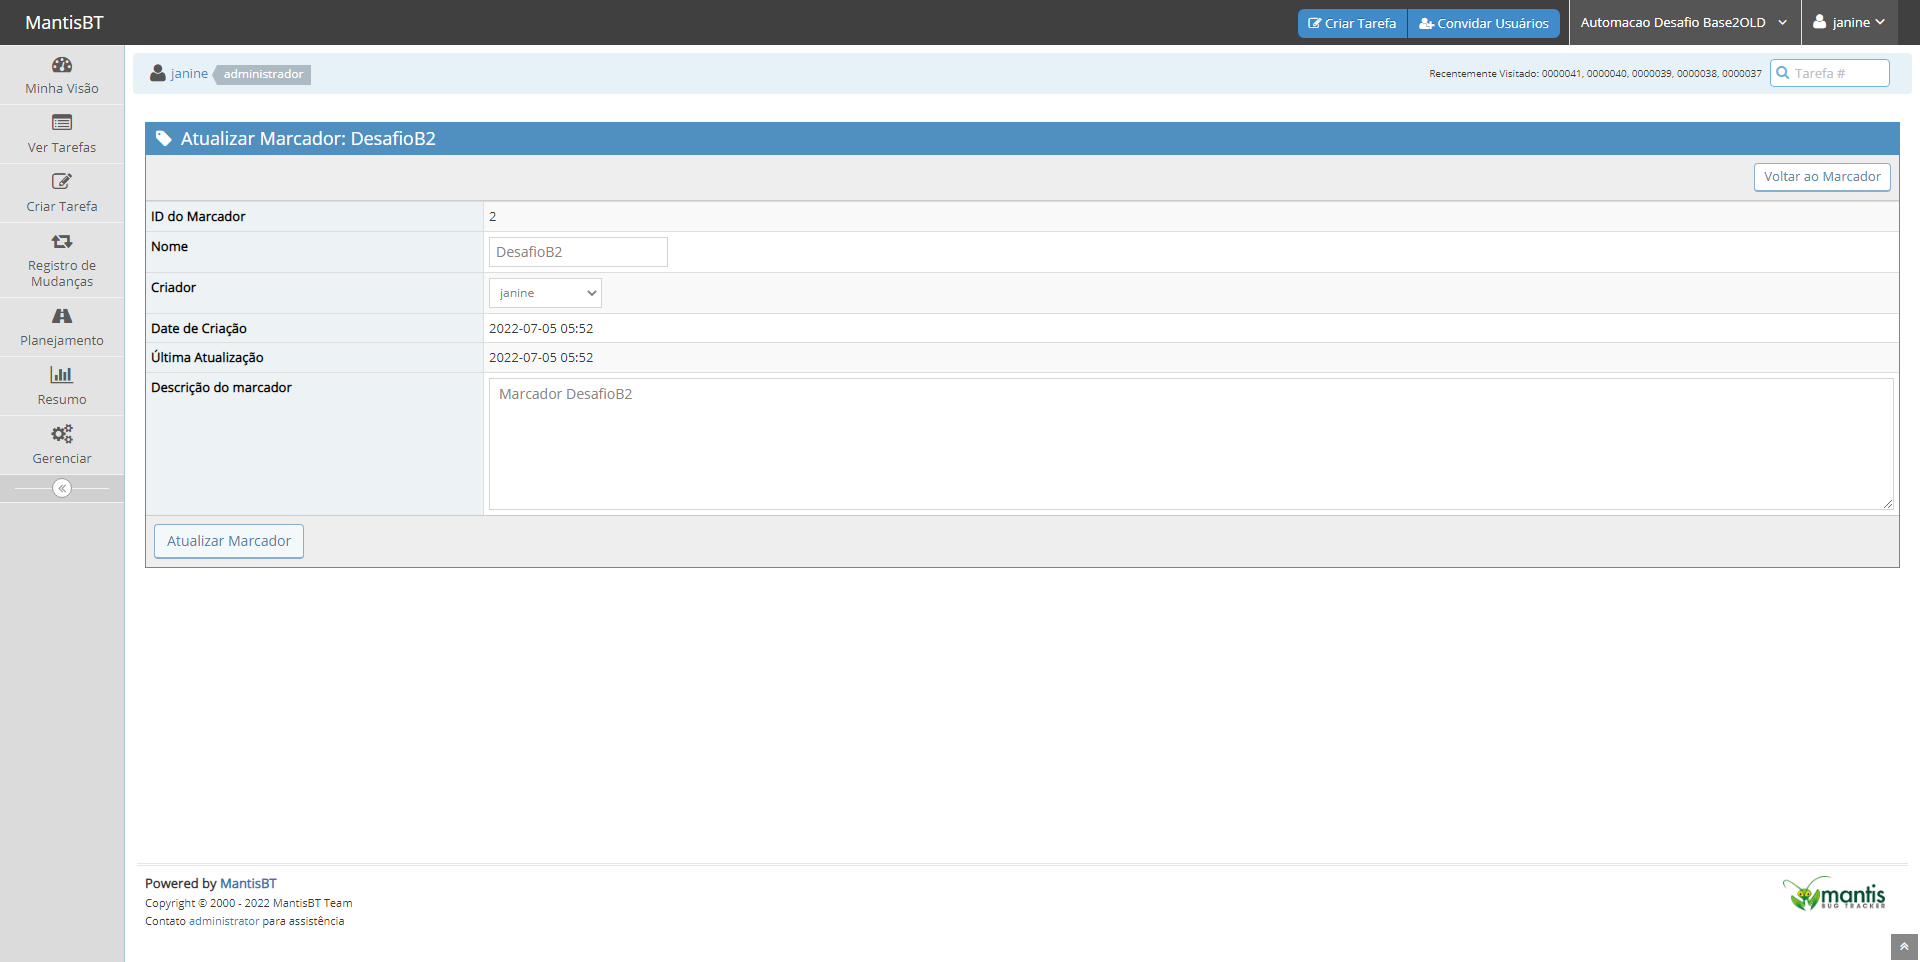 MantisBT
Criar Tarefa
Convidar Usuários
Automacao Desafio Base2OLD
janine
Minha Visão
Ver Tarefas
Criar Tarefa
Registro de
Mudanças
Planejamento
Resumo
Gerenciar
janine administrador
Recentemente Visitado: 0000041, 0000040, 0000039, 0000038, 0000037
Tarefa #
Atualizar Marcador: DesafioB2
Voltar ao Marcador
ID do Marcador 2
Nome DesafioB2
Criador janine
Date de Criação 2022-07-05 05:52
Última Atualização 2022-07-05 05:52
Descrição do marcador Marcador DesafioB2
Atualizar Marcador
Powered by MantisBT
Copyright © 2000 - 2022 MantisBT Team
Contato administrator para assistência
mantis
BUG TRACKER